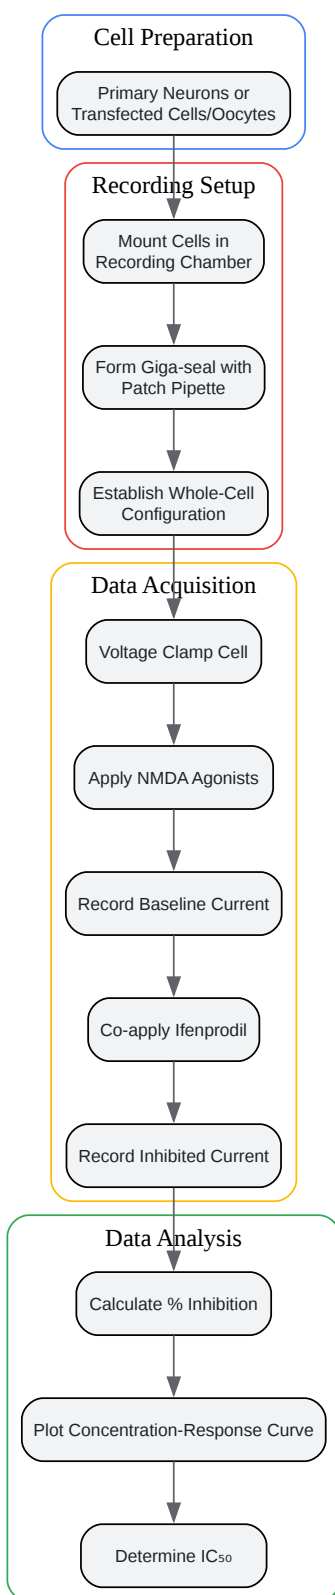 Cell Preparation
Primary Neurons or
Transfected Cells/Oocytes
Recording Setup
Mount Cells in
Recording Chamber
Form Giga-seal with
Patch Pipette
Establish Whole-Cell
Configuration
Data Acquisition
Voltage Clamp Cell
Apply NMDA Agonists
Record Baseline Current
Co-apply Ifenprodil
Record Inhibited Current
Data Analysis
Calculate % Inhibition
Plot Concentration-Response Curve
Determine IC₅₀